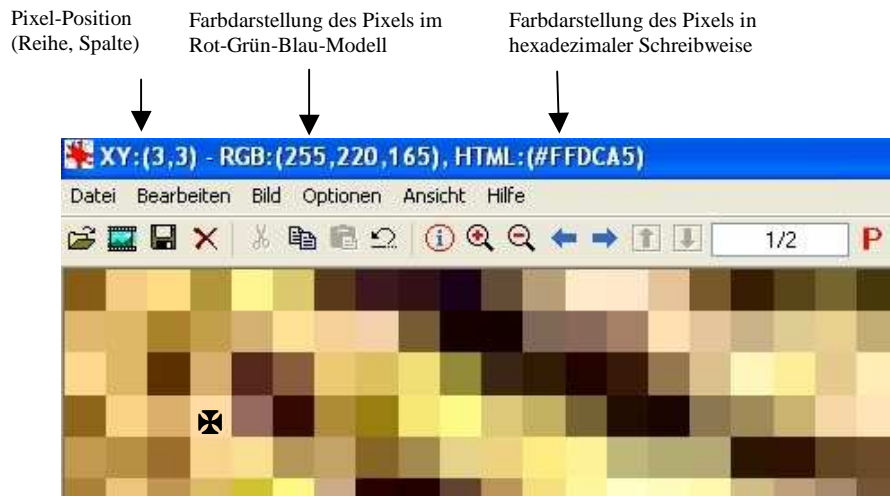 Pixel-Position
(Reihe, Spalte)
Farbdarstellung des Pixels im
Rot-Grün-Blau-Modell
Farbdarstellung des Pixels in
hexadezimaler Schreibweise
XY:(3,3) - RGB:(255,220,165), HTML:(#FFDCA5)
Datei Bearbeiten Bild Optionen Ansicht Hilfe
1/2 P